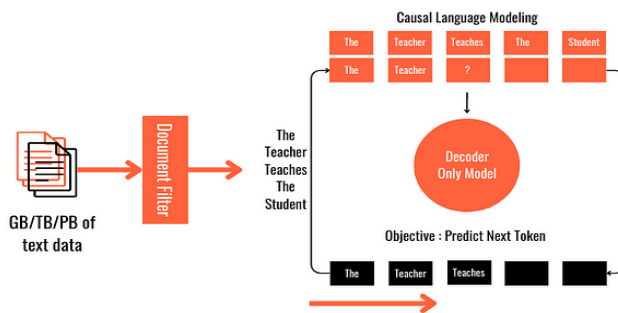 Causal Language Modeling
The Teacher Teaches The Student
The Teacher ?
Document Filter
The
Teacher
Teaches
The
Student
Decoder
Only Model
GB/TB/PB of
text data
Objective : Predict Next Token
The Teacher Teaches